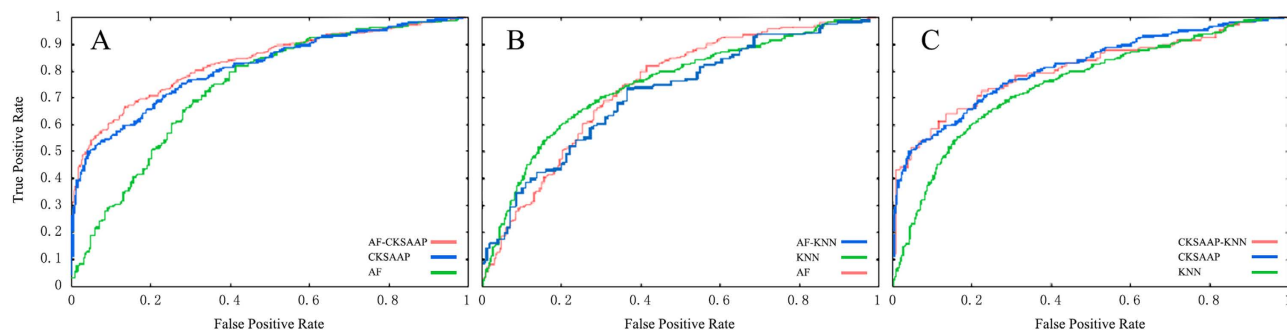 A
B
C
True Positive Rate
1
0.9
0.8
0.7
0.6
0.5
0.4
0.3
0.2
0.1
0
AF-CKSAAP
CKSAAP
AF
AF-KNN
KNN
AF
CKSAAP-KNN
CKSAAP
KNN
0 0.2 0.4 0.6 0.8 1
0 0.2 0.4 0.6 0.8 1
0 0.2 0.4 0.6 0.8 1
False Positive Rate
False Positive Rate
False Positive Rate